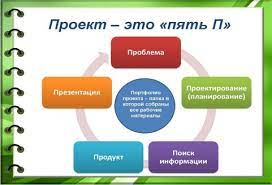 Проект – это «пять П»
Проблема
Проектирование
(планирование)
Поиск
информации
Продукт
Презентация
Портфолио
проекта – папка в
которой собраны
все рабочие
материалы